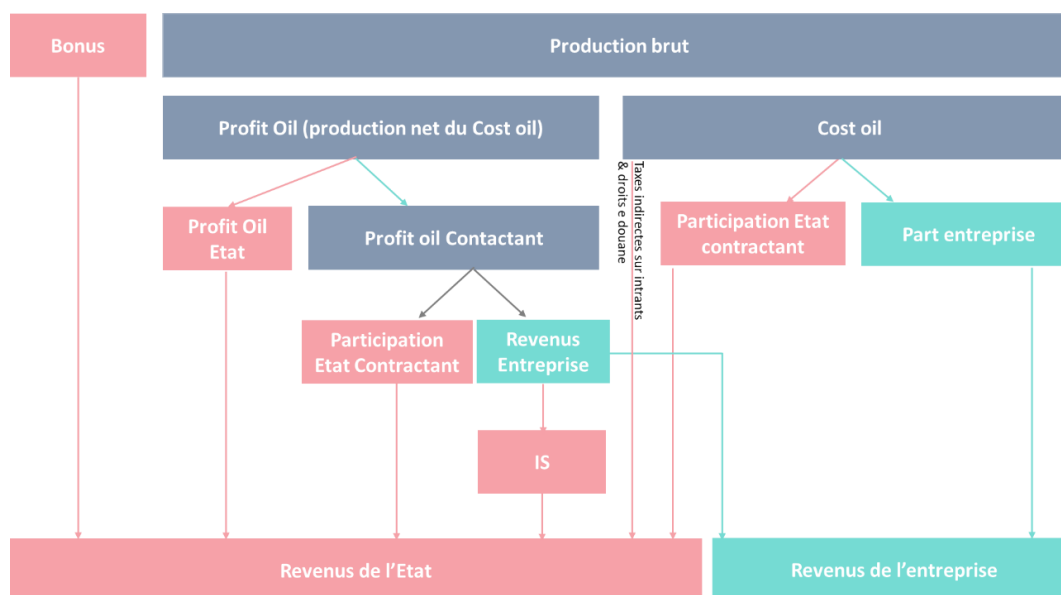 Bonus
Production brut
Profit Oil (production net du Cost oil)
Cost oil
Taxes indirectes sur intrants
& droits e douane
Profit Oil
Etat
Profit oil Contactant
Participation Etat
contractant
Part entreprise
Participation
Etat Contractant
Revenus
Entreprise
IS
Revenus de l’Etat
Revenus de l’entreprise